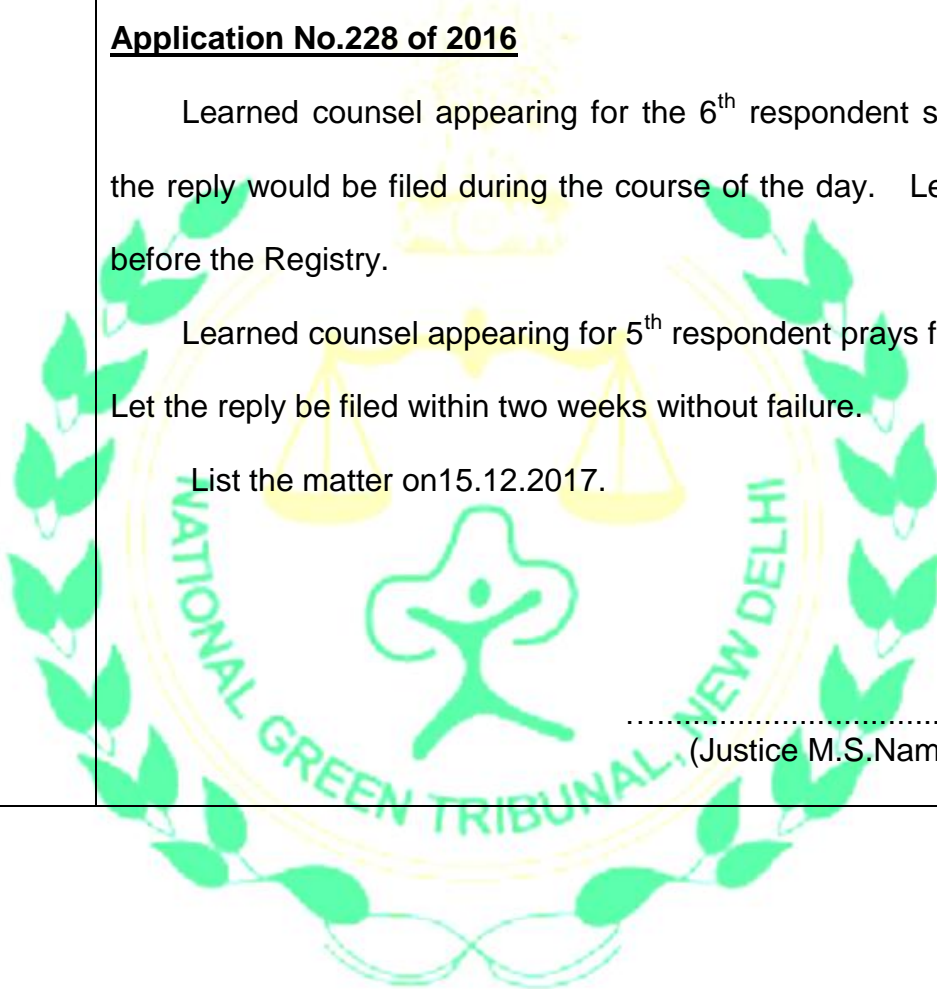 Application No.228 of 2016
Learned counsel appearing for the 6th respondent
the reply would be filed during the course of the day.
before the Registry.
Learned counsel appearing for 5th respondent prays
Let the reply be filed within two weeks without failure.
List the matter on15.12.2017.
NATIONAL GREEN TRIBUNAL, NEW DELHI
…................................
(Justice M.S.Nam